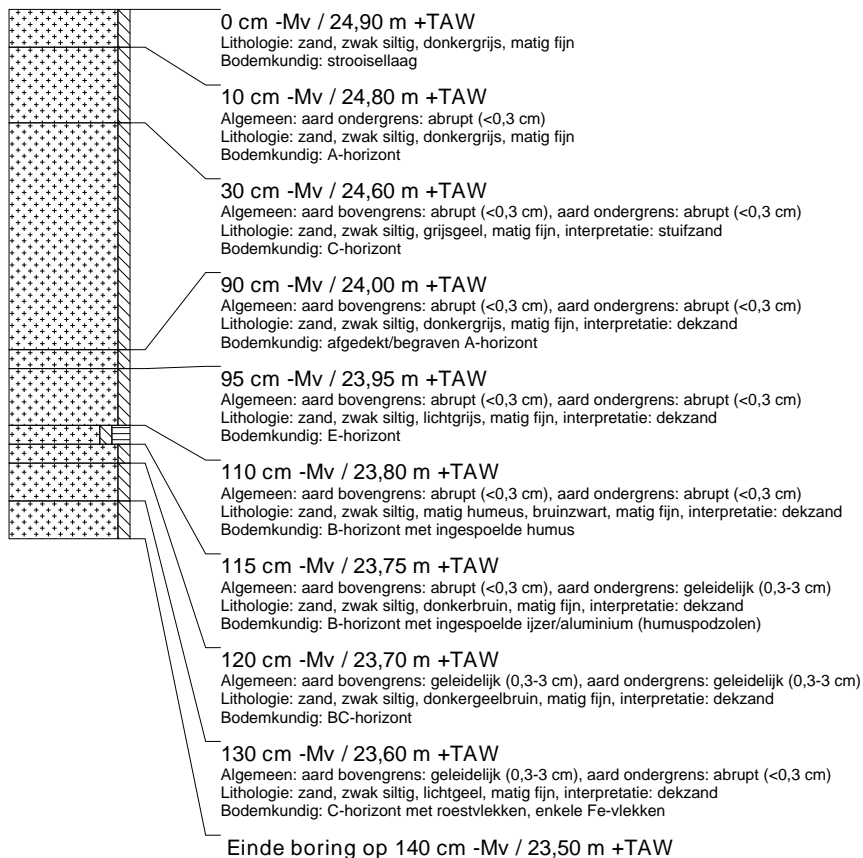 0 cm -Mv / 24,90 m +TAW
Lithologie: zand, zwak siltig, donkergrijs, matig fijn
Bodemkundig: strooisellaag
10 cm -Mv / 24,80 m +TAW
Algemeen: aard ondergrens: abrupt (<0,3 cm)
Lithologie: zand, zwak siltig, donkergrijs, matig fijn
Bodemkundig: A-horizont
30 cm -Mv / 24,60 m +TAW
Algemeen: aard bovengrens: abrupt (<0,3 cm), aard ondergrens: abrupt (<0,3 cm)
Lithologie: zand, zwak siltig, grijsgeel, matig fijn, interpretatie: stuifzand
Bodemkundig: C-horizont
90 cm -Mv / 24,00 m +TAW
Algemeen: aard bovengrens: abrupt (<0,3 cm), aard ondergrens: abrupt (<0,3 cm)
Lithologie: zand, zwak siltig, donkergrijs, matig fijn, interpretatie: dekzand
Bodemkundig: afgedekt/begraven A-horizont
95 cm -Mv / 23,95 m +TAW
Algemeen: aard bovengrens: abrupt (<0,3 cm), aard ondergrens: abrupt (<0,3 cm)
Lithologie: zand, zwak siltig, lichtgrijs, matig fijn, interpretatie: dekzand
Bodemkundig: E-horizont
110 cm -Mv / 23,80 m +TAW
Algemeen: aard bovengrens: abrupt (<0,3 cm), aard ondergrens: abrupt (<0,3 cm)
Lithologie: zand, zwak siltig, matig humeus, bruinzwart, matig fijn, interpretatie: dekzand
Bodemkundig: B-horizont met ingespoelde humus
115 cm -Mv / 23,75 m +TAW
Algemeen: aard bovengrens: abrupt (<0,3 cm), aard ondergrens: geleidelijk (0,3-3 cm)
Lithologie: zand, zwak siltig, donkerbruin, matig fijn, interpretatie: dekzand
Bodemkundig: B-horizont met ingespoelde ijzer/aluminium (humuspodzolen)
120 cm -Mv / 23,70 m +TAW
Algemeen: aard bovengrens: geleidelijk (0,3-3 cm), aard ondergrens: geleidelijk (0,3-3 cm)
Lithologie: zand, zwak siltig, donkergeelbruin, matig fijn, interpretatie: dekzand
Bodemkundig: BC-horizont
130 cm -Mv / 23,60 m +TAW
Algemeen: aard bovengrens: geleidelijk (0,3-3 cm), aard ondergrens: abrupt (<0,3 cm)
Lithologie: zand, zwak siltig, lichtgeel, matig fijn, interpretatie: dekzand
Bodemkundig: C-horizont met roestvlekken, enkele Fe-vlekken
Einde boring op 140 cm -Mv / 23,50 m +TAW